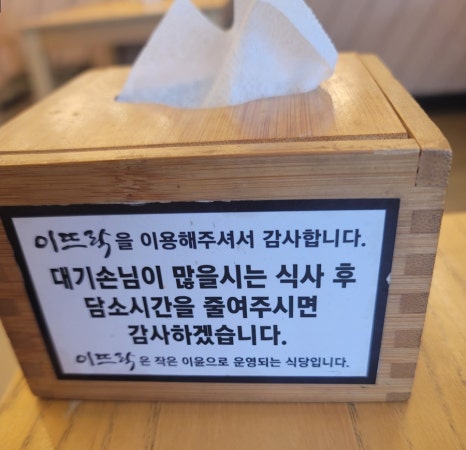 이뜨락을 이용해주셔서 감사합니다.
대기손님이 많을시는 식사 후
담소시간을 줄여주시면
감사하겠습니다.
이뜨락은 작은 이윤으로 운영되는 식당입니다.